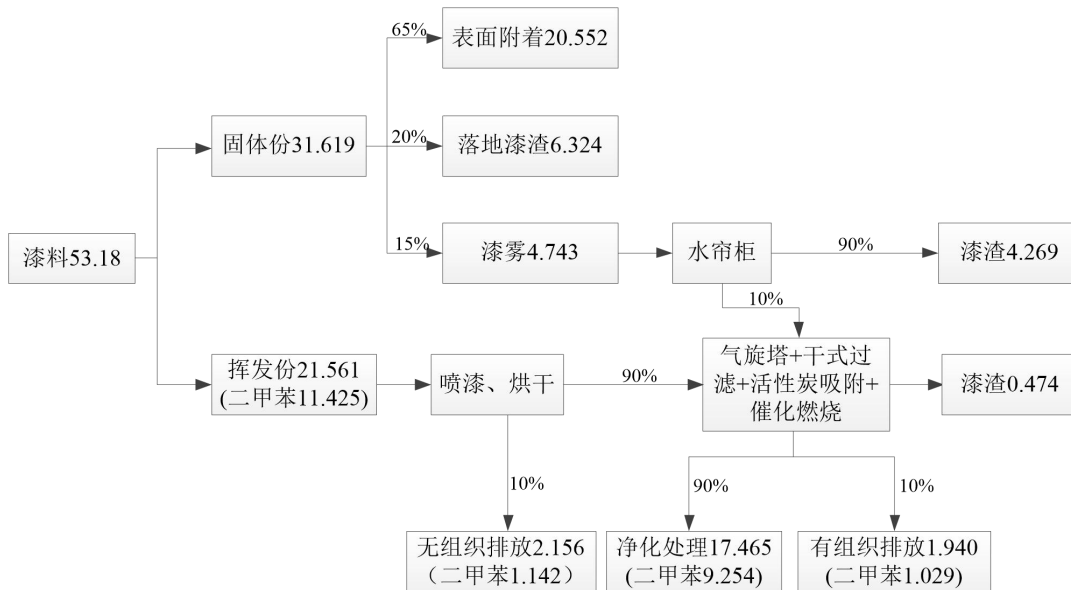 65%
表面附着20.552
固体份31.619
20%
落地漆渣6.324
漆料53.18
15%
漆雾4.743
水帘柜
90%
漆渣4.269
10%
挥发份21.561
(二甲苯11.425)
喷漆、烘干
90%
气旋塔+干式过
滤+活性炭吸附+
催化燃烧
漆渣0.474
10%
90%
10%
无组织排放2.156
（二甲苯1.142）
净化处理17.465
(二甲苯9.254)
有组织排放1.940
(二甲苯1.029)